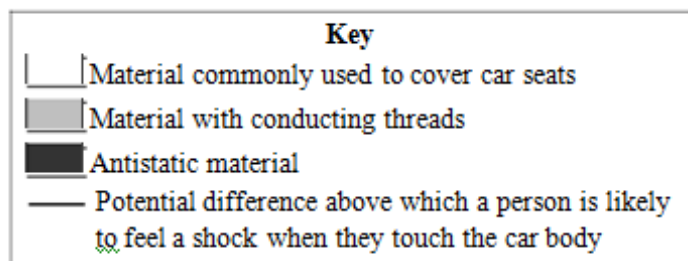 Key
Material commonly used to cover car seats
Material with conducting threads
Antistatic material
Potential difference above which a person is likely
to feel a shock when they touch the car body